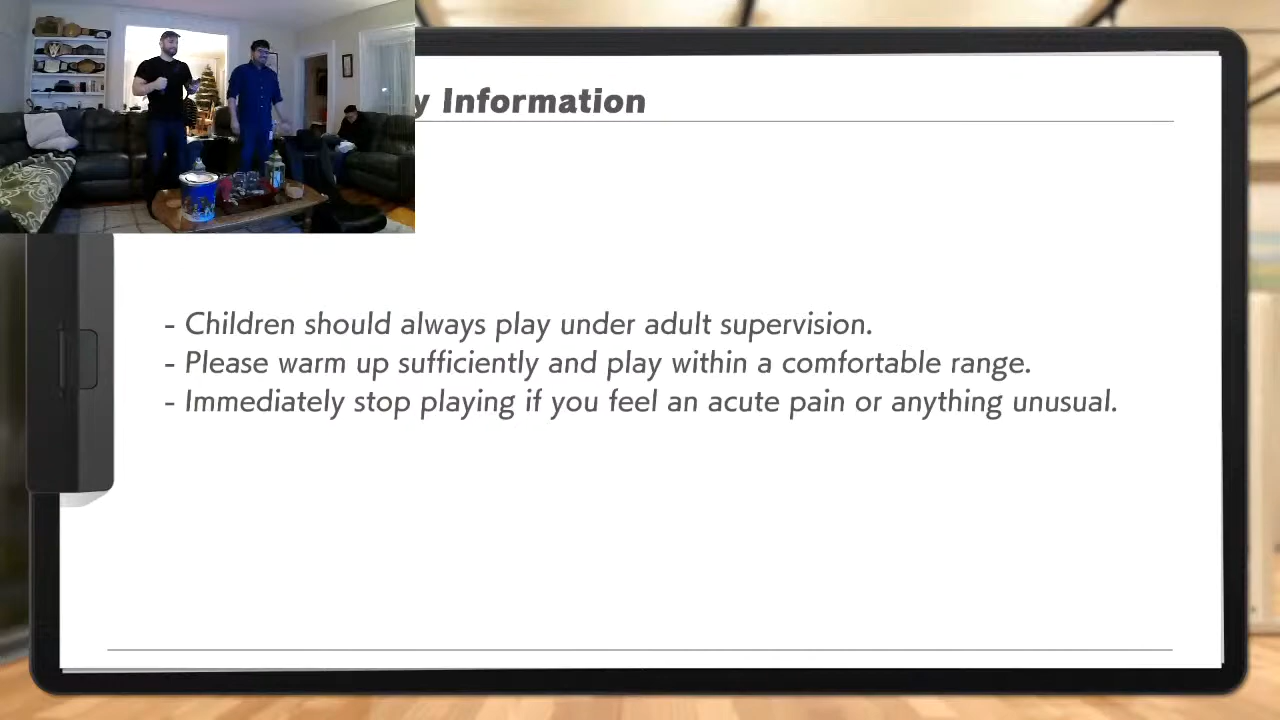 y Information
- Children should always play under adult supervision.
- Please warm up sufficiently and play within a comfortable range.
- Immediately stop playing if you feel an acute pain or anything unusual.